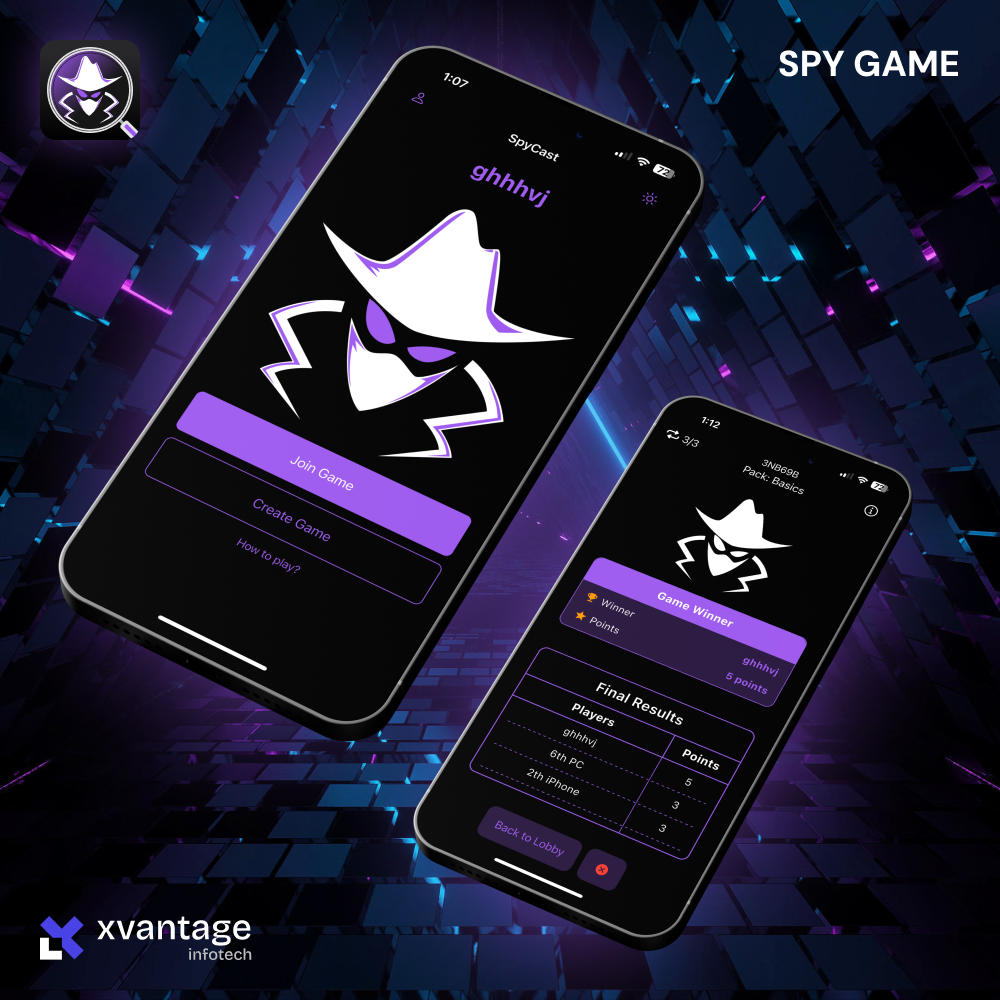 SPY GAME
1:07
72
SpyCast
ghhhvj
Join Game
Create Game
How to play?
1:12
72
3/3
3NB69B
Pack: Basics
Game Winner
Winner ghhhvj
Points 5 points
Final Results
Players Points
ghhhvj 5
6th PC 3
2th iPhone 3
Back to Lobby
xvantage
infotech